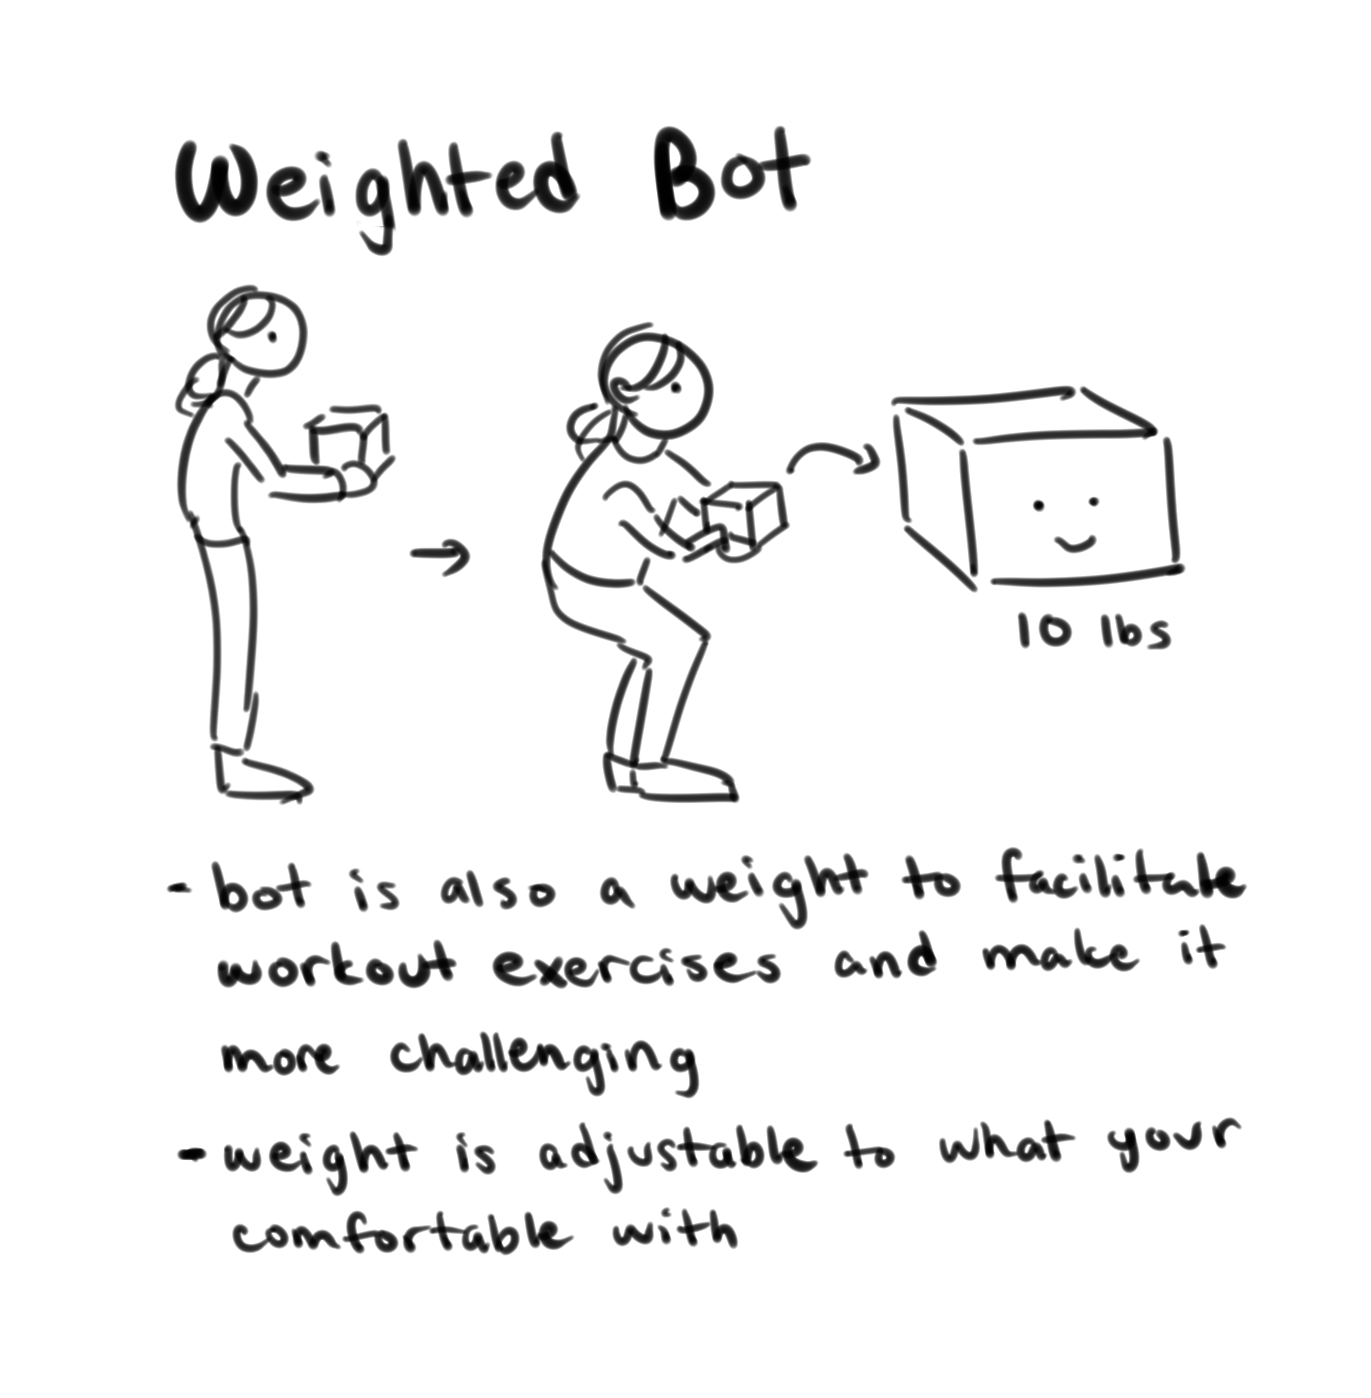 Weighted Bot
10 lbs
- bot is also a weight to facilitate
workout exercises and make it
more challenging
- weight is adjustable to what your
comfortable with